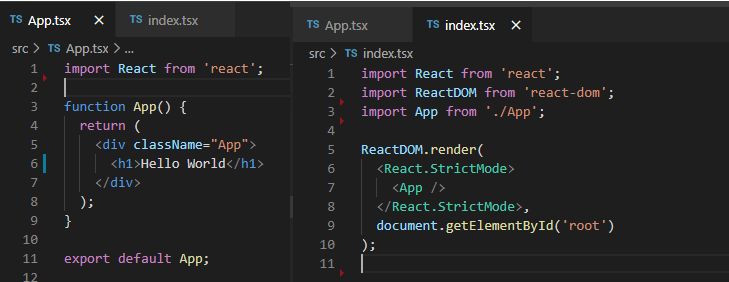 TS App.tsx × TS index.tsx
src > TS App.tsx > ...
1 import React from 'react';
2
3 function App() {
4 return (
5 <div className="App">
6 <h1>Hello World</h1>
7 </div>
8 );
9 }
10
11 export default App;
12
TS App.tsx TS index.tsx ×
src > TS index.tsx
1 import React from 'react';
2 import ReactDOM from 'react-dom';
3 import App from './App';
4
5 ReactDOM.render(
6 <React.StrictMode>
7 <App />
8 </React.StrictMode>,
9 document.getElementById('root')
10 );
11